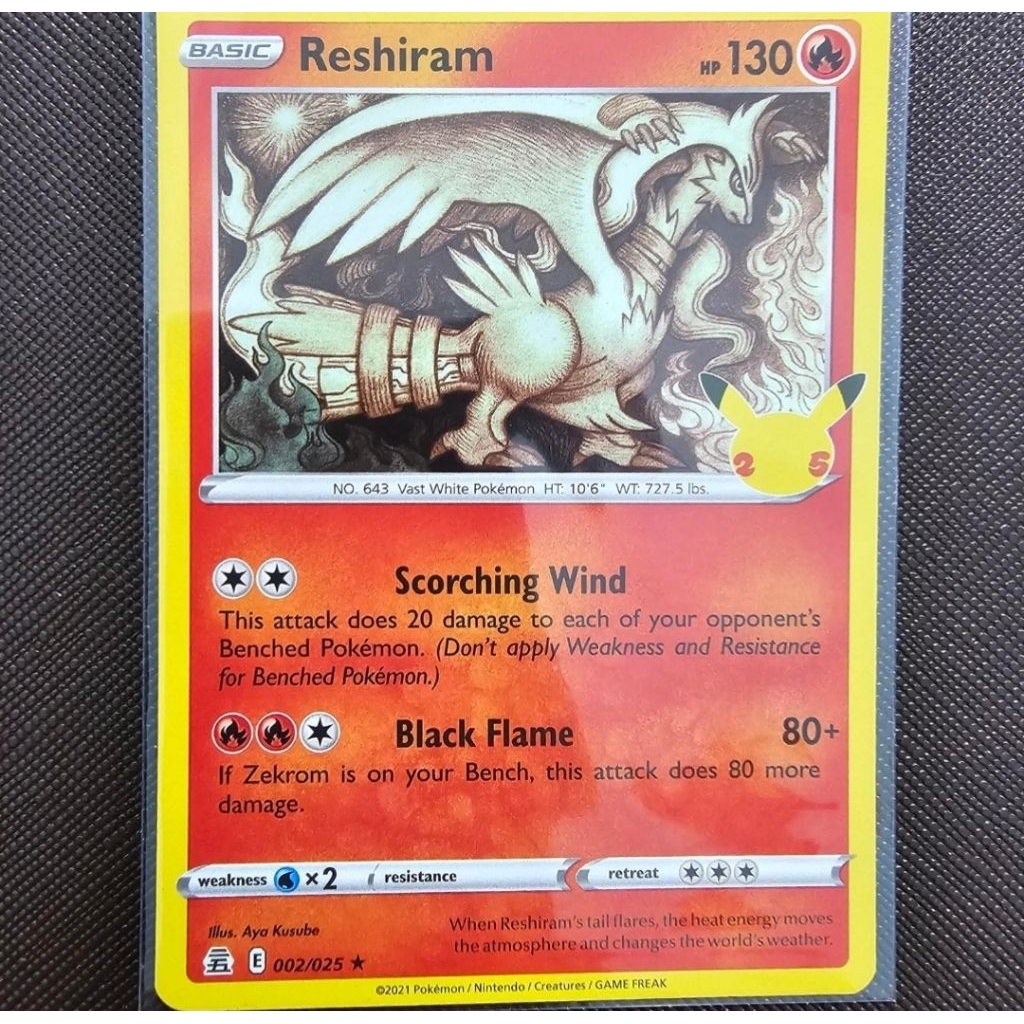 BASIC Reshiram HP 130
25
NO. 643 Vast White Pokémon HT: 10'6" WT: 727.5 lbs.
Scorching Wind
This attack does 20 damage to each of your opponent's
Benched Pokémon. (Don't apply Weakness and Resistance
for Benched Pokémon.)
Black Flame 80+
If Zekrom is on your Bench, this attack does 80 more
damage.
weakness ×2 resistance retreat
Illus. Aya Kusube
When Reshiram's tail flares, the heat energy moves
the atmosphere and changes the world's weather.
E 002/025 ★
©2021 Pokémon / Nintendo / Creatures / GAME FREAK